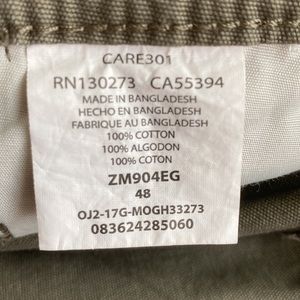 CARE301
RN130273 CA55394
MADE IN BANGLADESH
HECHO EN BANGLADESH
FABRIQUE AU BANGLADESH
100% COTTON
100% ALGODON
100% COTON
ZM904EG
48
OJ2-17G-MOGH33273
083624285060